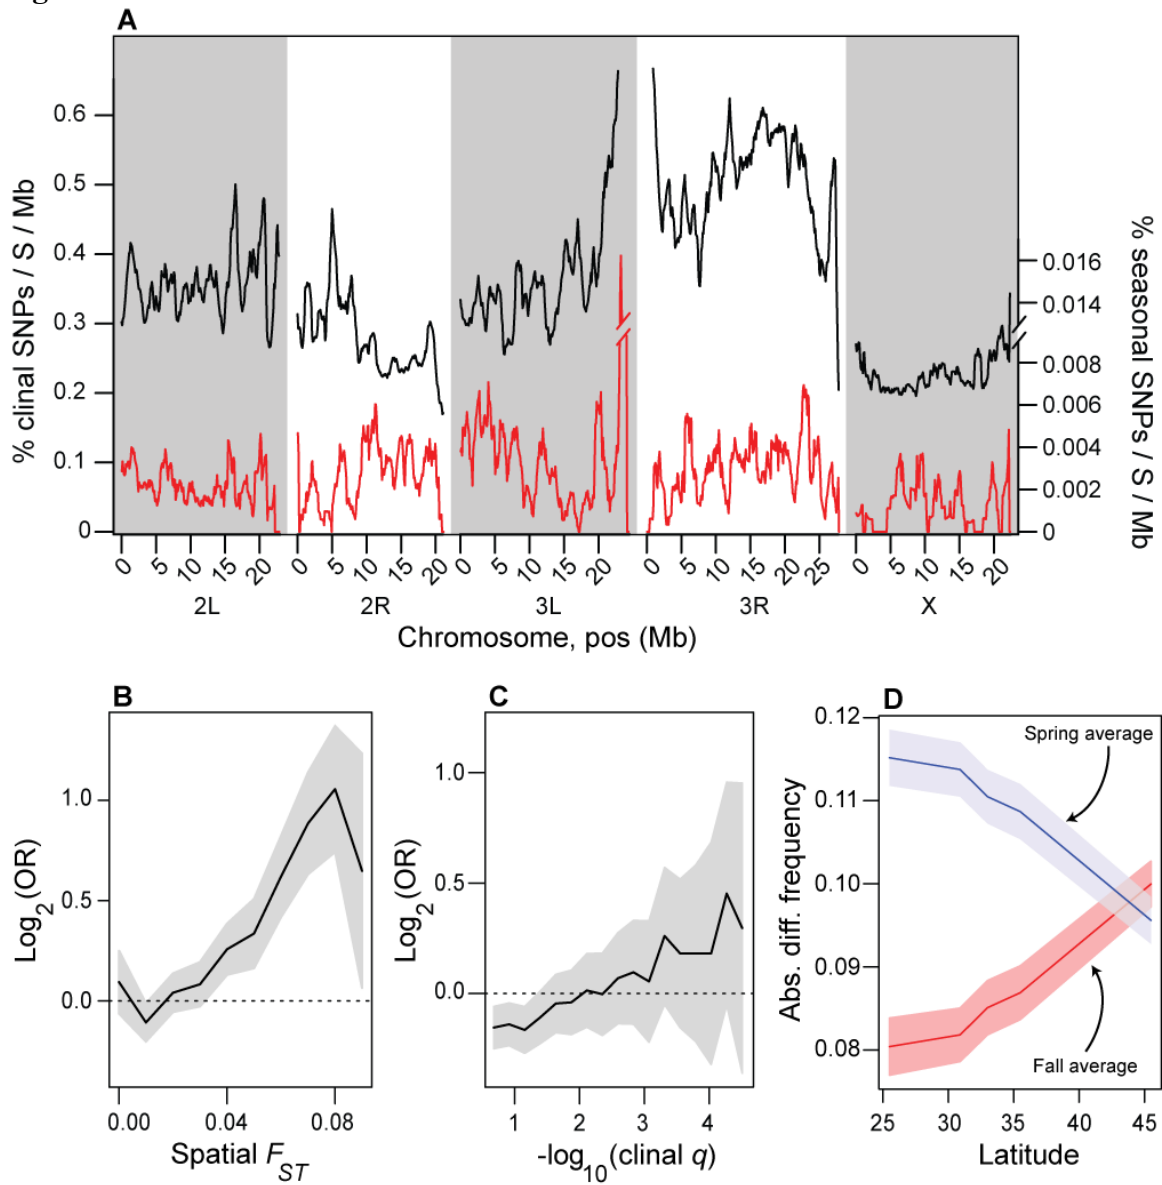 A
% clinal SNPs / S / Mb
0.6
0.5
0.4
0.3
0.2
0.1
0
% seasonal SNPs / S / Mb
0.016
0.014
0.008
0.006
0.004
0.002
0
0 5 10 15 20
0 5 10 15 20
0 5 10 15 20
0 5 10 15 20 25
0 5 10 15 20
2L 2R 3L 3R X
Chromosome, pos (Mb)
B
Log2(OR)
1.0
0.5
0.0
0.00 0.04 0.08
Spatial FST
C
Log2(OR)
1.0
0.5
0.0
1 2 3 4
-log10(clinal q)
D
Abs. diff. frequency
0.12
0.11
0.10
0.09
0.08
Spring average
Fall average
25 30 35 40 45
Latitude